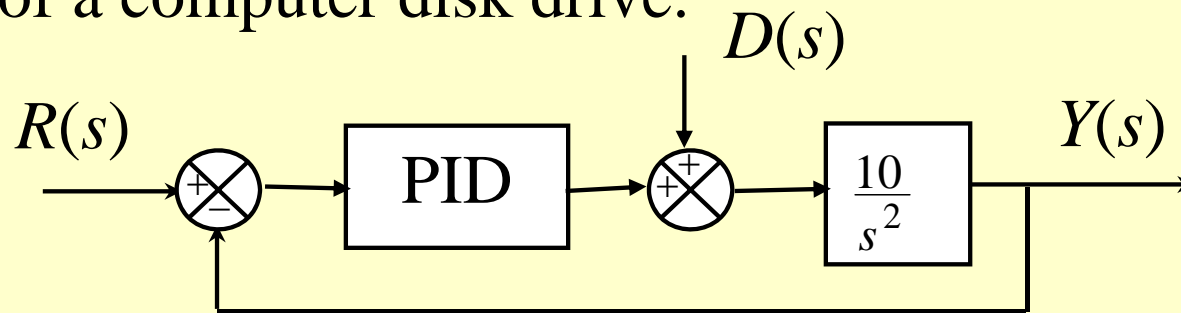 of a computer disk drive.
D(s)
R(s)
Y(s)
PID
10
s²
+
−
+
+